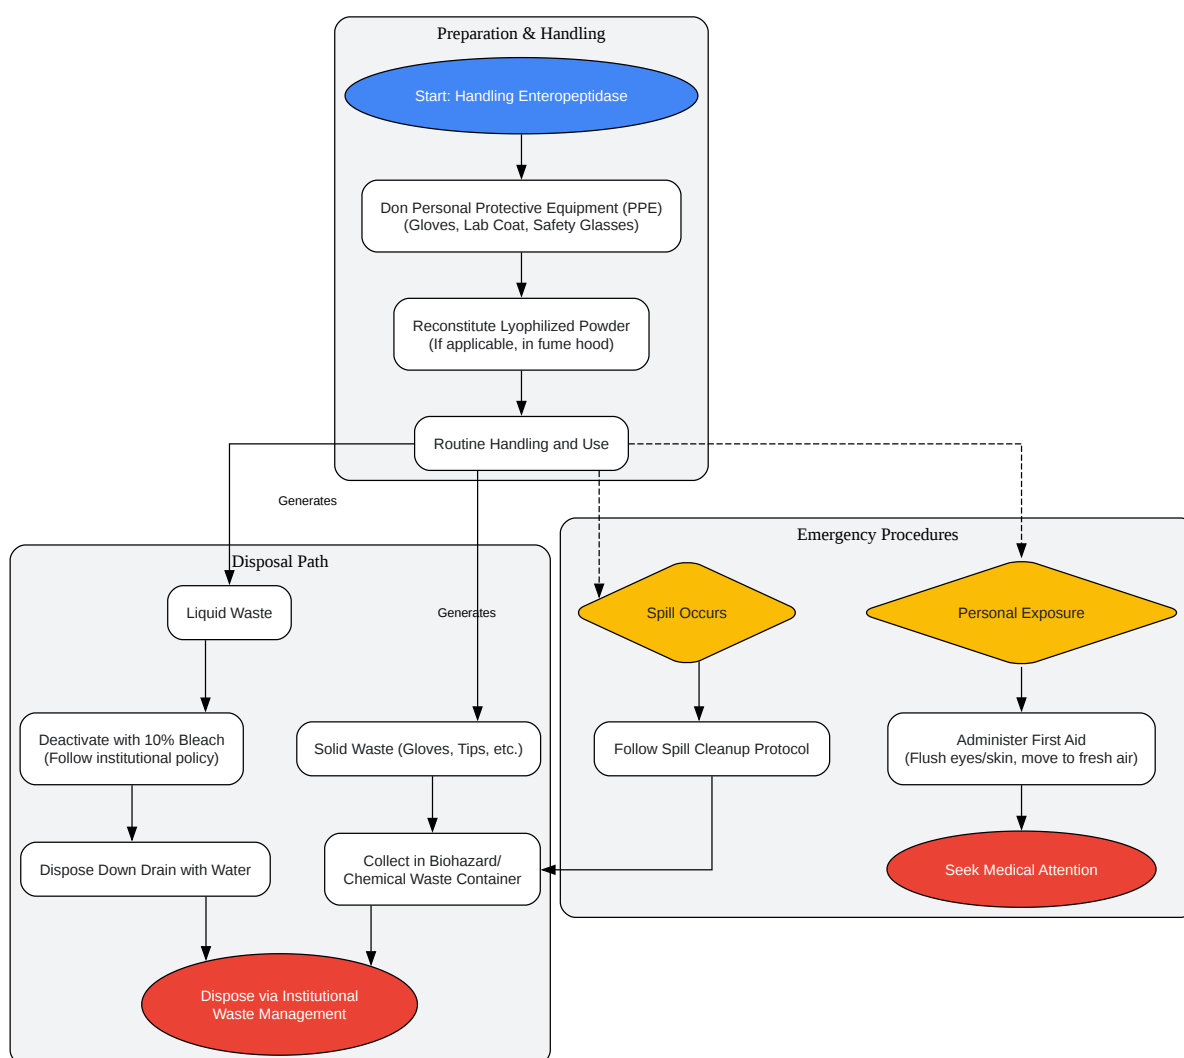 Preparation & Handling
Start: Handling Enteropeptidase
Don Personal Protective Equipment (PPE)
(Gloves, Lab Coat, Safety Glasses)
Reconstitute Lyophilized Powder
(If applicable, in fume hood)
Routine Handling and Use
Generates
Disposal Path
Liquid Waste
Generates
Deactivate with 10% Bleach
(Follow institutional policy)
Solid Waste (Gloves, Tips, etc.)
Dispose Down Drain with Water
Collect in Biohazard/
Chemical Waste Container
Dispose via Institutional
Waste Management
Emergency Procedures
Spill Occurs
Personal Exposure
Follow Spill Cleanup Protocol
Administer First Aid
(Flush eyes/skin, move to fresh air)
Seek Medical Attention